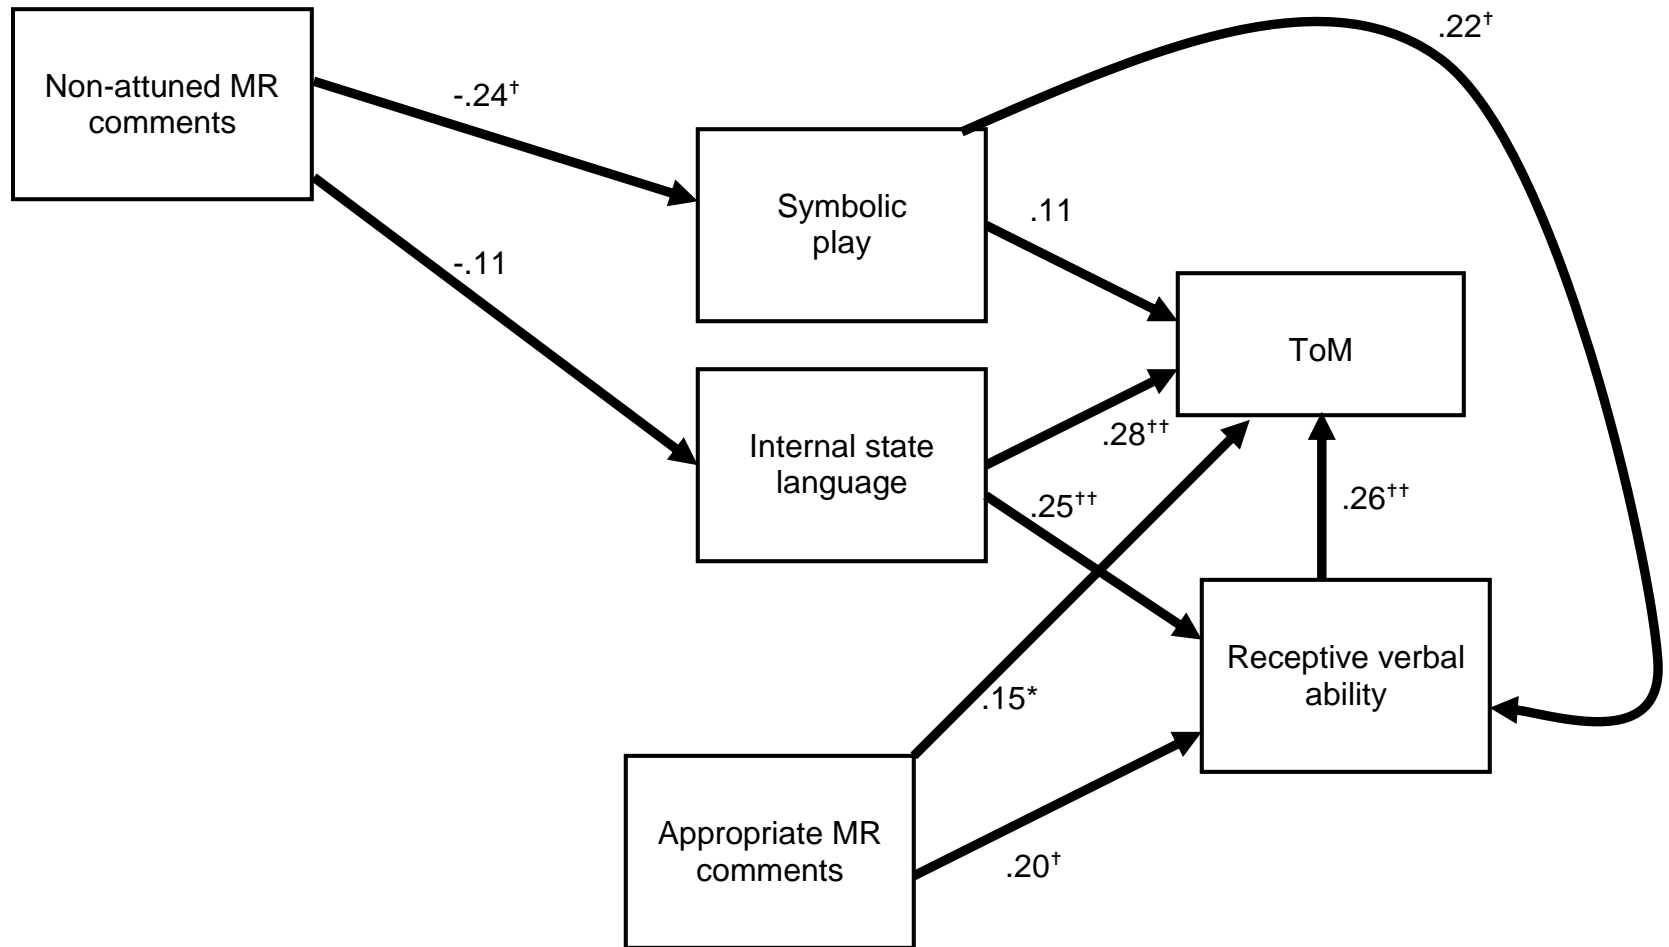 .22†
Non-attuned MR
comments
-.24†
Symbolic
play
.11
-.11
ToM
Internal state
language
.28††
.25††
.26††
Receptive verbal
ability
.15*
Appropriate MR
comments
.20†